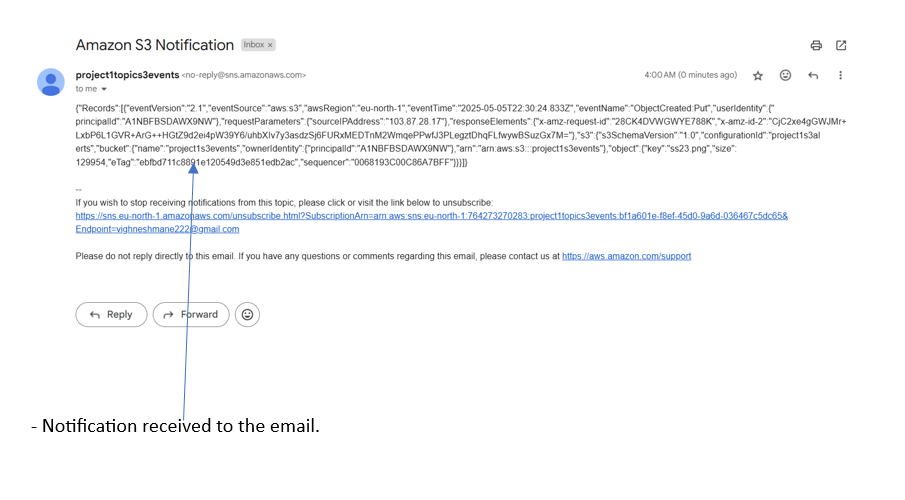 Amazon S3 Notification Inbox ×
project1topics3events <no-reply@sns.amazonaws.com>
4:00 AM (0 minutes ago)
to me
{"Records":[{"eventVersion":"2.1","eventSource":"aws:s3","awsRegion":"eu-north-1","eventTime":"2025-05-05T22:30:24.833Z","eventName":"ObjectCreated:Put","userIdentity":{"
principalId":"A1NBFBSDAWX9NW"},"requestParameters":{"sourceIPAddress":"103.87.28.17"},"responseElements":{"x-amz-request-id":"28CK4DVWGWYE788K","x-amz-id-2":"CjC2xe4gGWJMr+
LxbP6L1GVR+ArG++HGtZ9d2ei4pW39Y6/uhbXlv7y3asdzSj6FURxMEDTnM2WmqePPwfJ3PLegztDhqFLfwywBSuzGx7M="},"s3":{"s3SchemaVersion":"1.0","configurationId":"project1s3al
erts","bucket":{"name":"project1s3events","ownerIdentity":{"principalId":"A1NBFBSDAWX9NW"},"arn":"arn:aws:s3:::project1s3events"},"object":{"key":"ss23.png","size":
129954,"eTag":"ebfbd711c8891e120549d3e851edb2ac","sequencer":"0068193C00C86A7BFF"}}}]}
--
If you wish to stop receiving notifications from this topic, please click or visit the link below to unsubscribe:
https://sns.eu-north-1.amazonaws.com/unsubscribe.html?SubscriptionArn=arn:aws:sns:eu-north-1:764273270283:project1topics3events:bf1a601e-f8ef-45d0-9a6d-036467c5dc65&
Endpoint=vighneshmane222@gmail.com
Please do not reply directly to this email. If you have any questions or comments regarding this email, please contact us at https://aws.amazon.com/support
Reply Forward
- Notification received to the email.